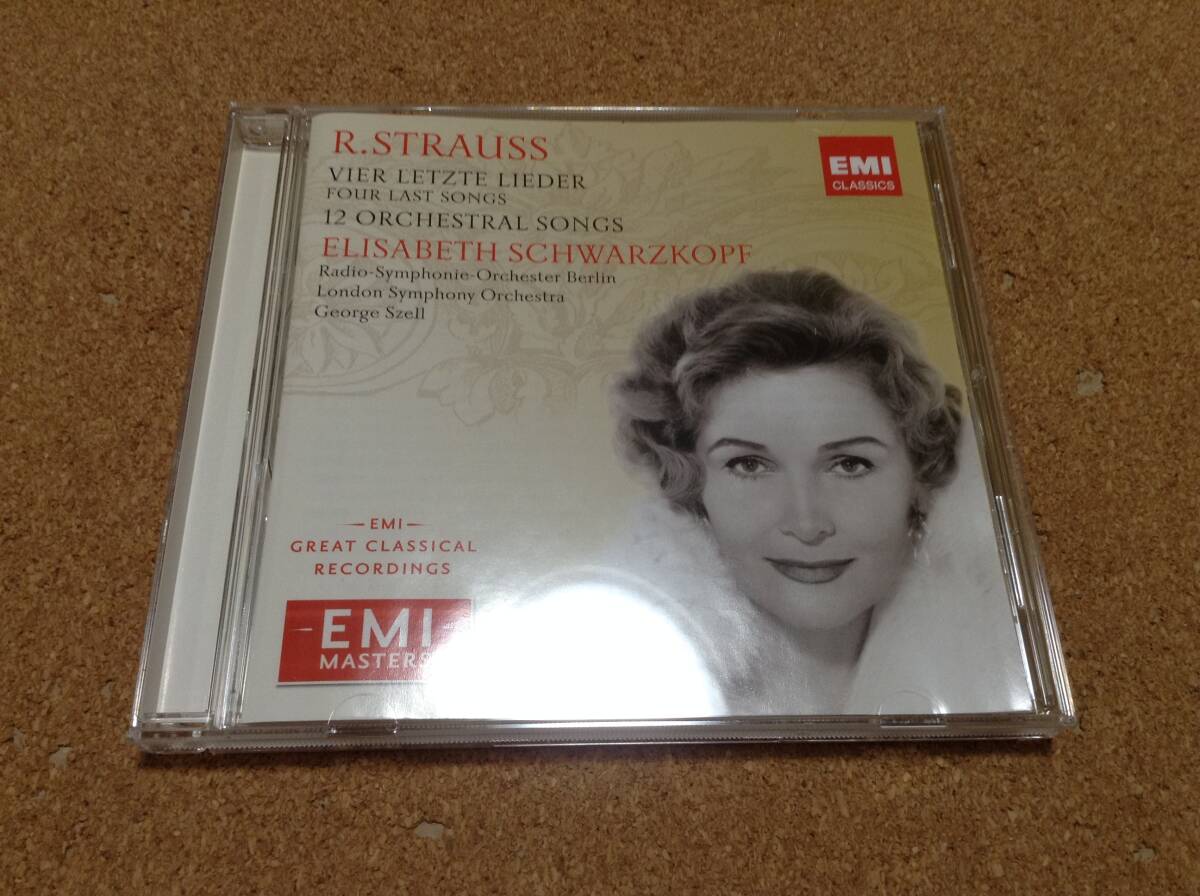 R.STRAUSS
VIER LETZTE LIEDER
FOUR LAST SONGS
12 ORCHESTRAL SONGS
ELISABETH SCHWARZKOPF
Radio-Symphonie-Orchester Berlin
London Symphony Orchestra
George Szell
EMI
CLASSICS
EMI
GREAT CLASSICAL
RECORDINGS
EMI
MASTERS